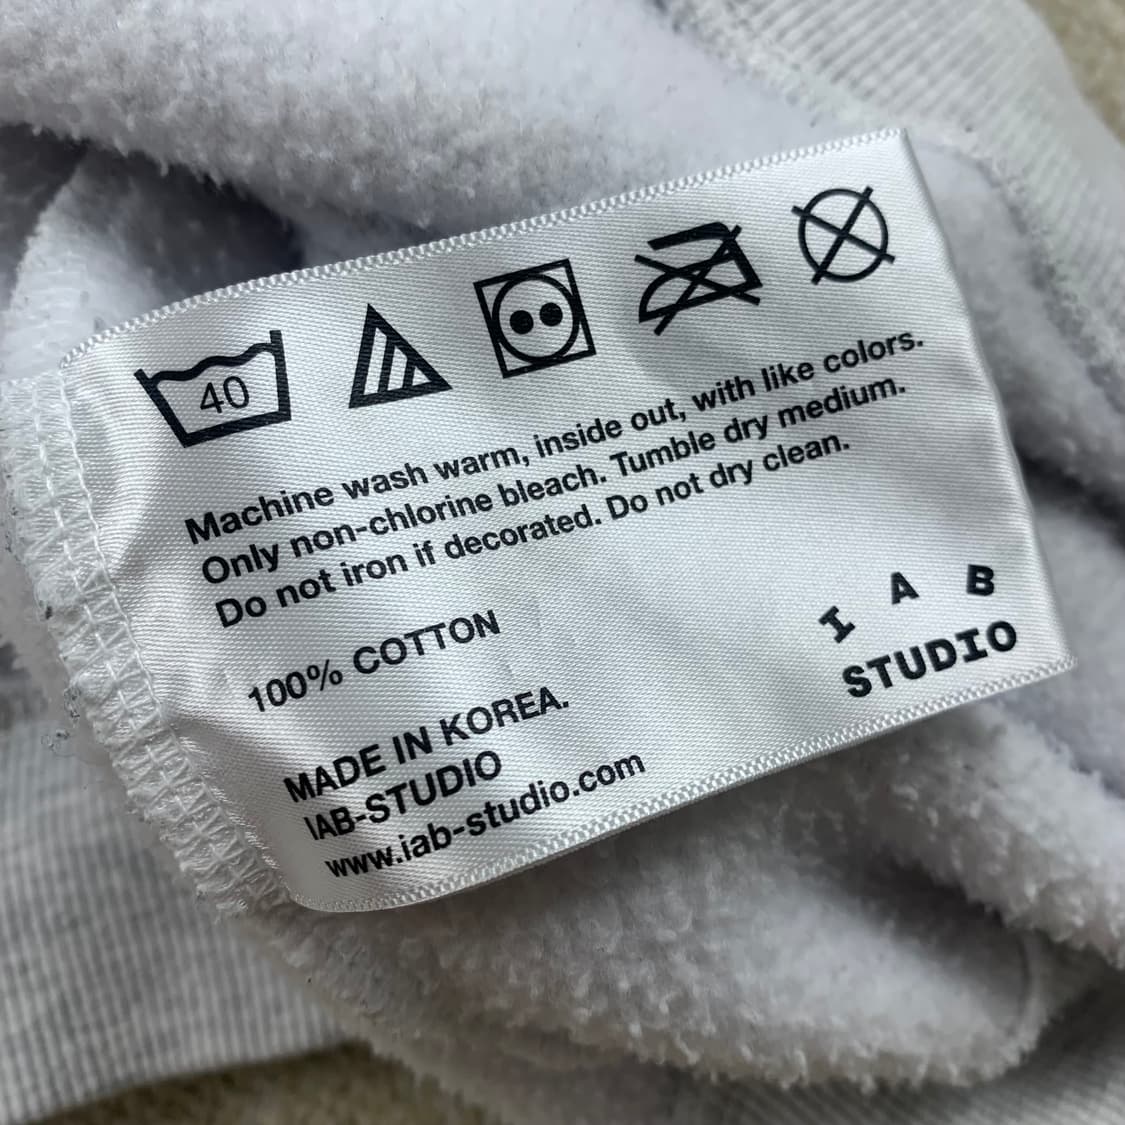 40
Machine wash warm, inside out, with like colors.
Only non-chlorine bleach. Tumble dry medium.
Do not iron if decorated. Do not dry clean.
100% COTTON
MADE IN KOREA.
IAB-STUDIO
www.iab-studio.com
I A B
STUDIO